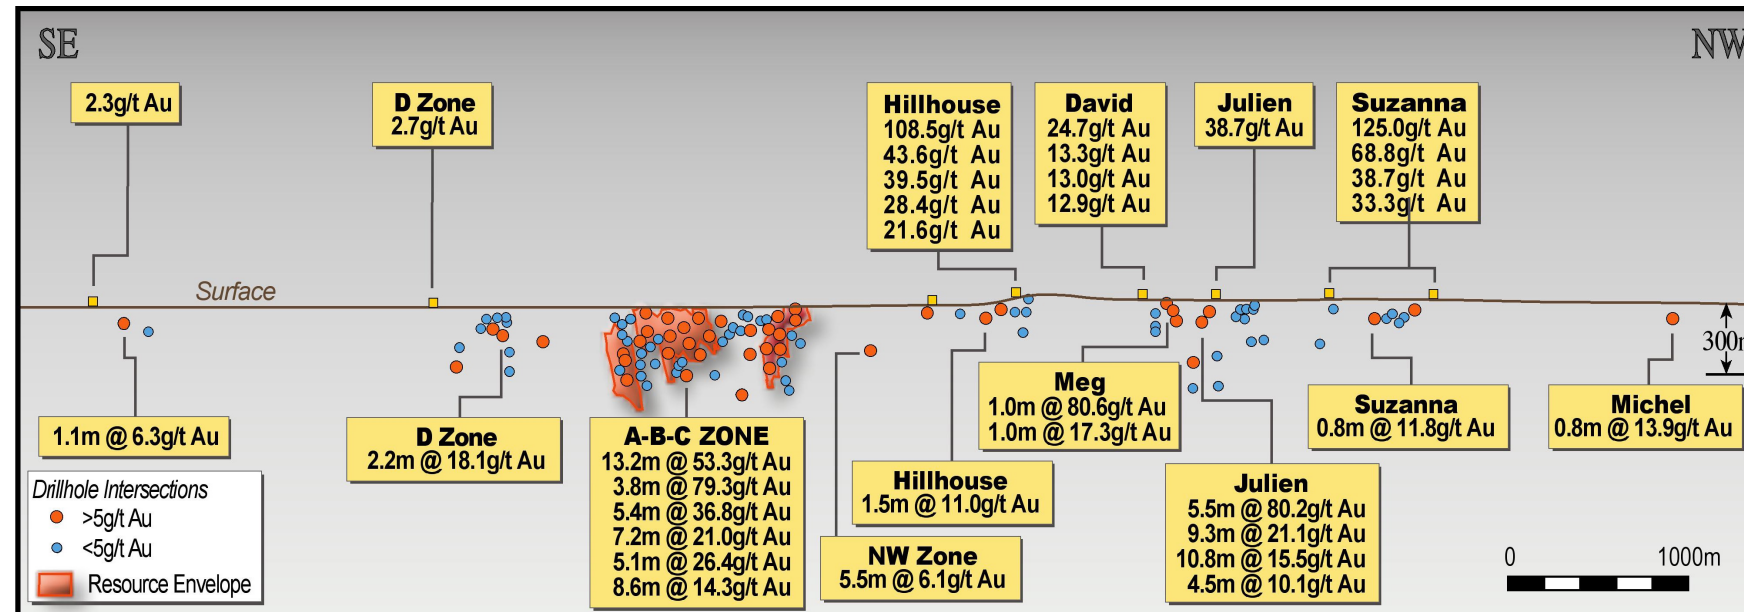 SE
NW
2.3g/t Au
D Zone
2.7g/t Au
Hillhouse
108.5g/t Au
43.6g/t Au
39.5g/t Au
28.4g/t Au
21.6g/t Au
David
24.7g/t Au
13.3g/t Au
13.0g/t Au
12.9g/t Au
Julien
38.7g/t Au
Suzanna
125.0g/t Au
68.8g/t Au
38.7g/t Au
33.3g/t Au
Surface
300m
1.1m @ 6.3g/t Au
D Zone
2.2m @ 18.1g/t Au
A-B-C ZONE
13.2m @ 53.3g/t Au
3.8m @ 79.3g/t Au
5.4m @ 36.8g/t Au
7.2m @ 21.0g/t Au
5.1m @ 26.4g/t Au
8.6m @ 14.3g/t Au
NW Zone
5.5m @ 6.1g/t Au
Hillhouse
1.5m @ 11.0g/t Au
Meg
1.0m @ 80.6g/t Au
1.0m @ 17.3g/t Au
Julien
5.5m @ 80.2g/t Au
9.3m @ 21.1g/t Au
10.8m @ 15.5g/t Au
4.5m @ 10.1g/t Au
Suzanna
0.8m @ 11.8g/t Au
Michel
0.8m @ 13.9g/t Au
Drillhole Intersections
>5g/t Au
<5g/t Au
Resource Envelope
0 1000m